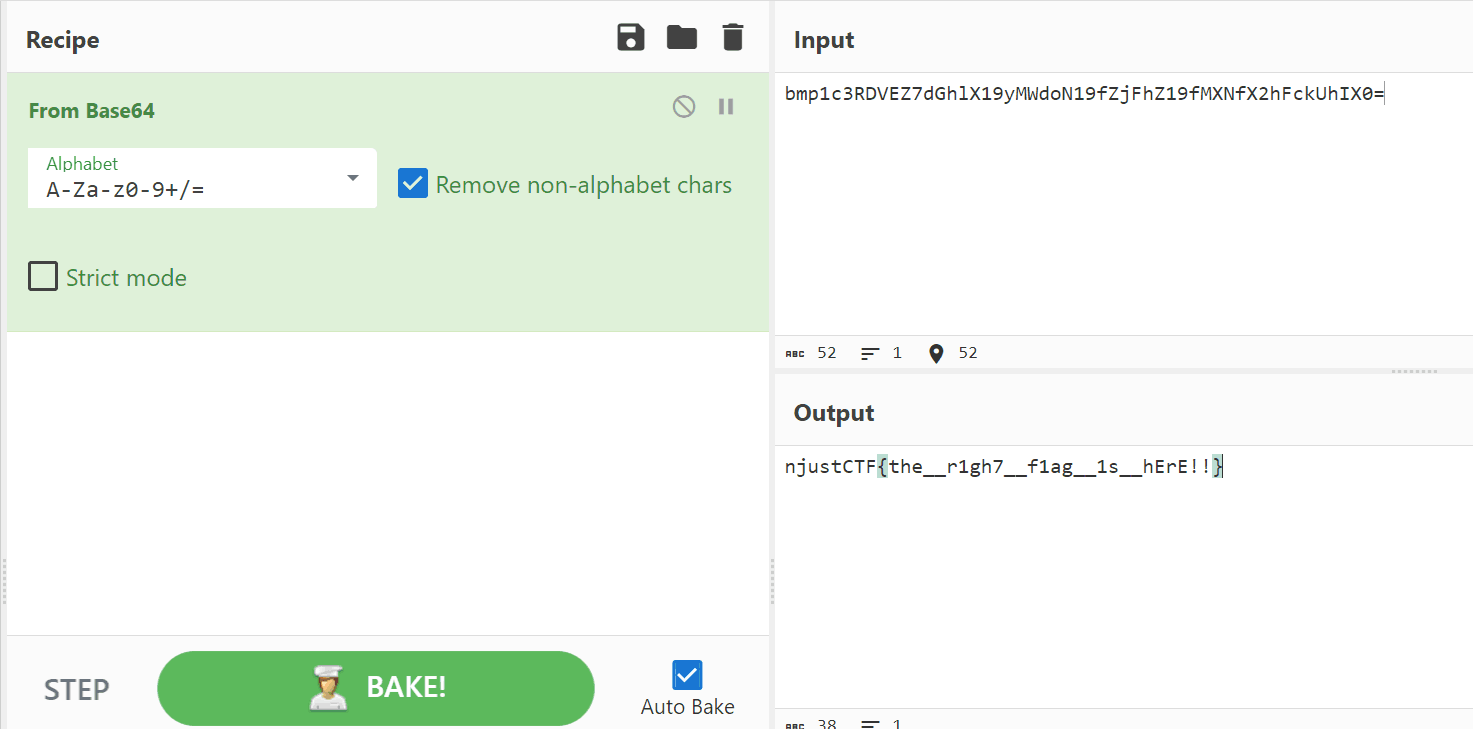 Recipe
From Base64
Alphabet
A-Za-z0-9+/=
Remove non-alphabet chars
Strict mode
STEP
BAKE!
Auto Bake
Input
bmp1c3RDVEZ7dGhlX19yMWdoN19fZjFhZ19fMXNfX2hFckUhIX0=
ABC 52 1 52
Output
njustCTF{the__r1gh7__f1ag__1s__hErE!!}
ABC 38 1